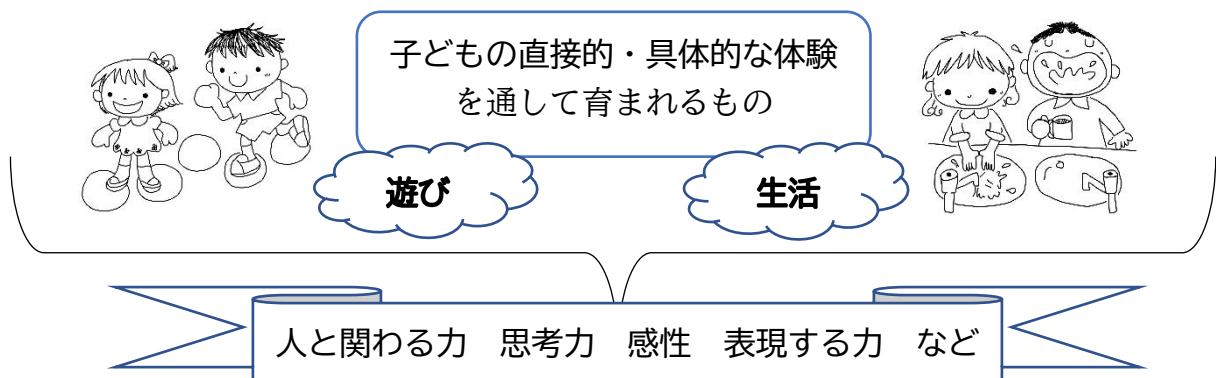 子どもの直接的・具体的な体験
を通して育まれるもの
遊び
生活
人と関わる力　思考力　感性　表現する力　など